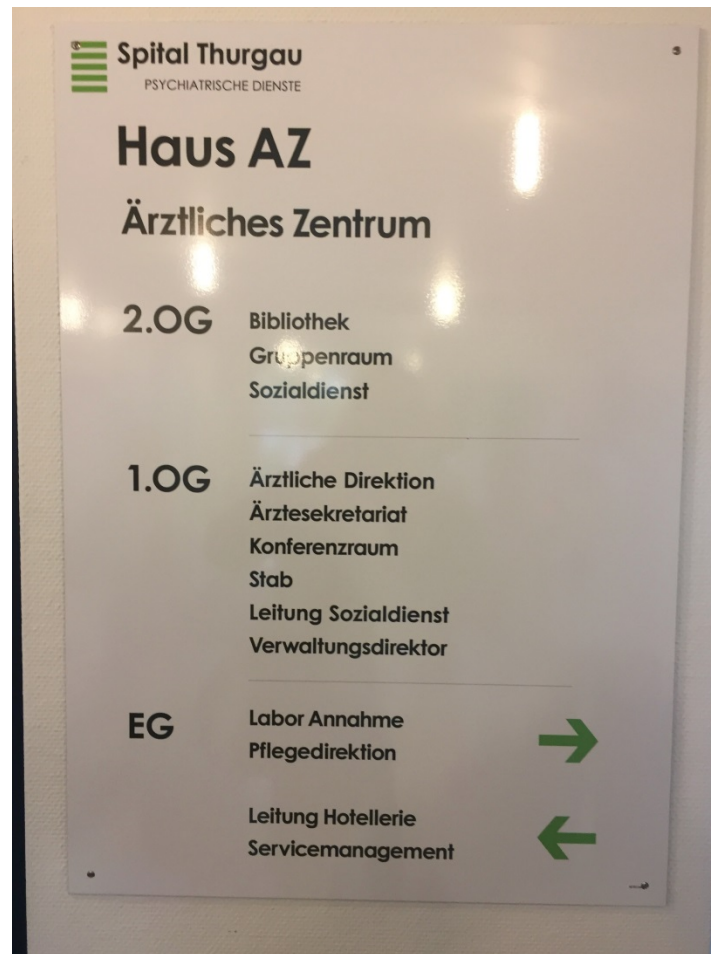 Spital Thurgau
PSYCHIATRISCHE DIENSTE
Haus AZ
Ärztliches Zentrum
2.OG
Bibliothek
Gruppenraum
Sozialdienst
1.OG
Ärztliche Direktion
Ärztesekretariat
Konferenzraum
Stab
Leitung Sozialdienst
Verwaltungsdirektor
EG
Labor Annahme
Pflegedirektion
Leitung Hotellerie
Servicemanagement